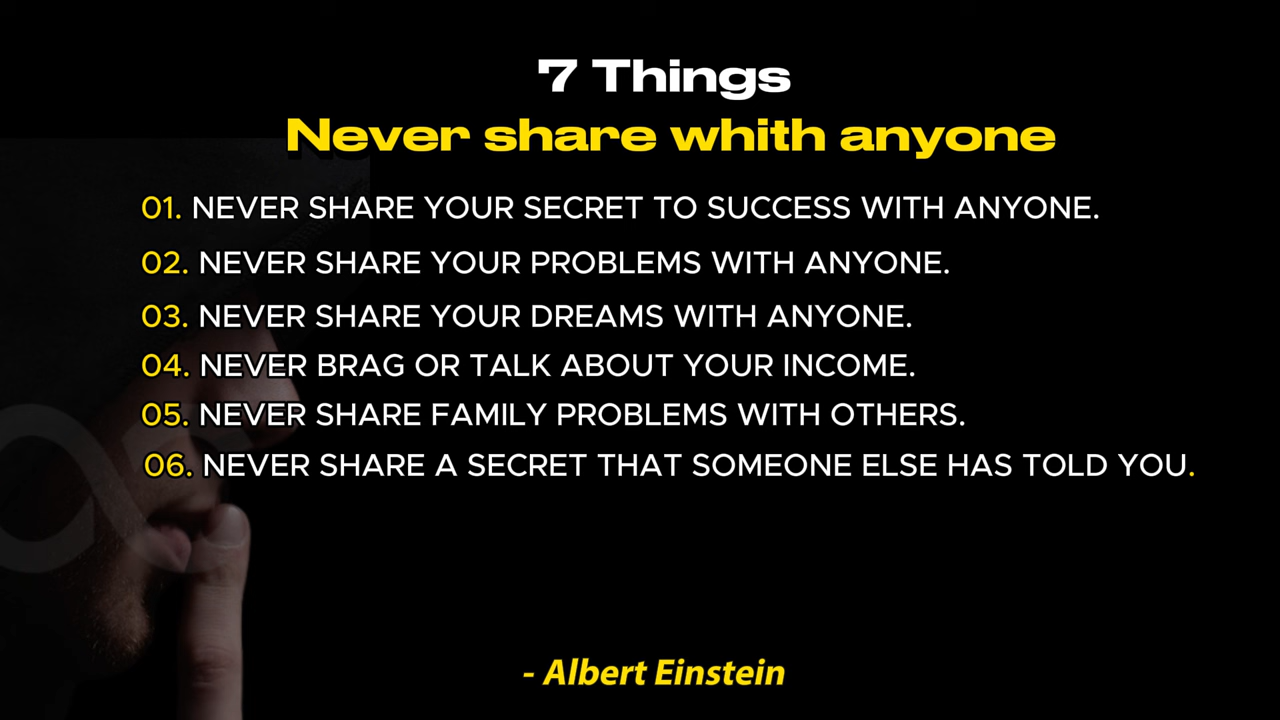 7 Things
Never share whith anyone
01. NEVER SHARE YOUR SECRET TO SUCCESS WITH ANYONE.
02. NEVER SHARE YOUR PROBLEMS WITH ANYONE.
03. NEVER SHARE YOUR DREAMS WITH ANYONE.
04. NEVER BRAG OR TALK ABOUT YOUR INCOME.
05. NEVER SHARE FAMILY PROBLEMS WITH OTHERS.
06. NEVER SHARE A SECRET THAT SOMEONE ELSE HAS TOLD YOU.
- Albert Einstein